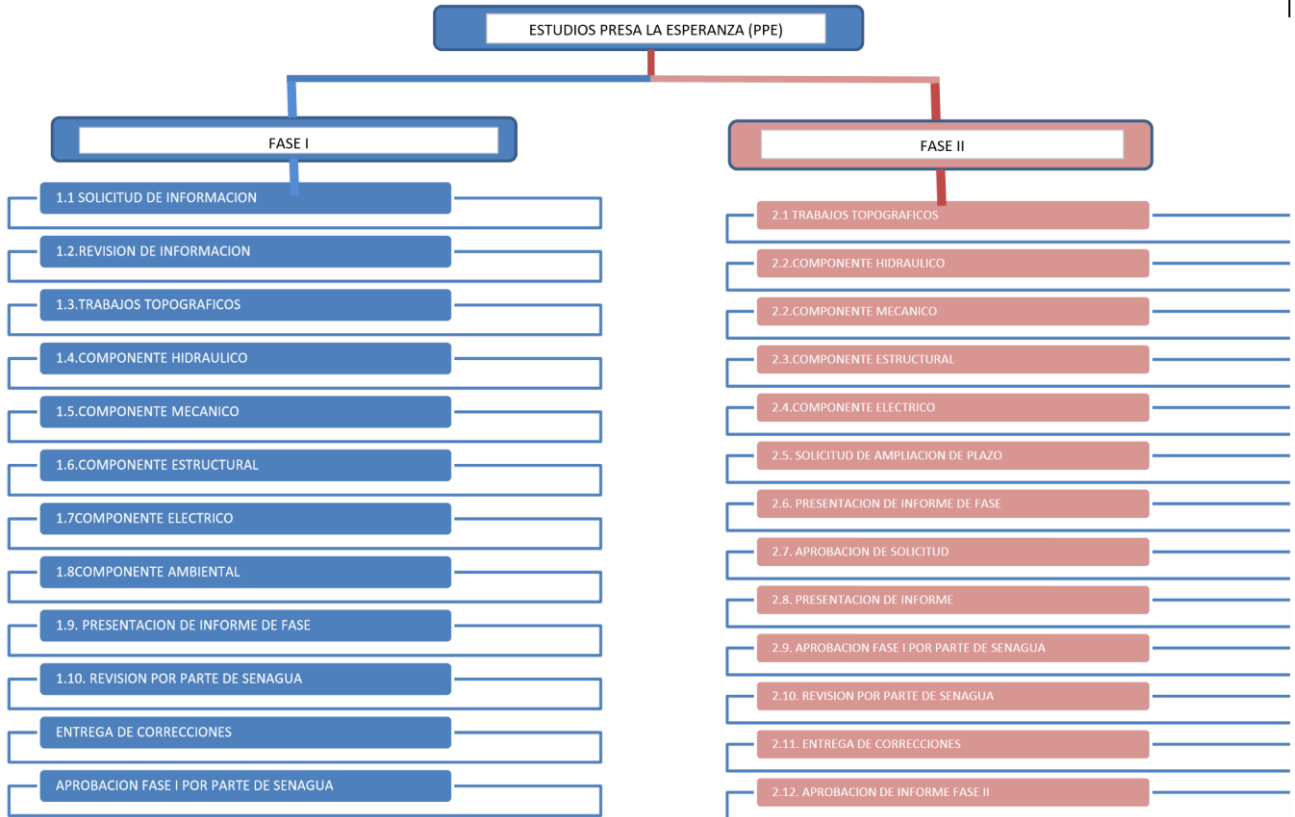 ESTUDIOS PRESA LA ESPERANZA (PPE)
FASE I
1.1 SOLICITUD DE INFORMACION
1.2.REVISION DE INFORMACION
1.3.TRABAJOS TOPOGRAFICOS
1.4.COMPONENTE HIDRAULICO
1.5.COMPONENTE MECANICO
1.6.COMPONENTE ESTRUCTURAL
1.7COMPONENTE ELECTRICO
1.8COMPONENTE AMBIENTAL
1.9. PRESENTACION DE INFORME DE FASE
1.10. REVISION POR PARTE DE SENAGUA
ENTREGA DE CORRECCIONES
APROBACION FASE I POR PARTE DE SENAGUA
FASE II
2.1 TRABAJOS TOPOGRAFICOS
2.2.COMPONENTE HIDRAULICO
2.2.COMPONENTE MECANICO
2.3.COMPONENTE ESTRUCTURAL
2.4.COMPONENTE ELECTRICO
2.5. SOLICITUD DE AMPLIACION DE PLAZO
2.6. PRESENTACION DE INFORME DE FASE
2.7. APROBACION DE SOLICITUD
2.8. PRESENTACION DE INFORME
2.9. APROBACION FASE I POR PARTE DE SENAGUA
2.10. REVISION POR PARTE DE SENAGUA
2.11. ENTREGA DE CORRECCIONES
2.12. APROBACION DE INFORME FASE II